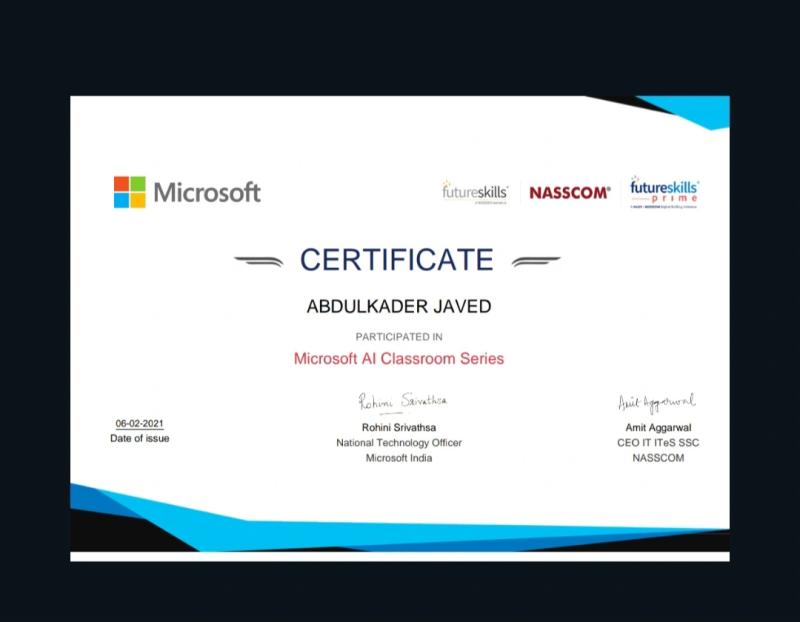 Microsoft
futureskills
NASSCOM®
futureskills
prime
CERTIFICATE
ABDULKADER JAVED
PARTICIPATED IN
Microsoft AI Classroom Series
Rohini Srivathsa
Amit Aggarwal
06-02-2021
Date of issue
Rohini Srivathsa
National Technology Officer
Microsoft India
Amit Aggarwal
CEO IT ITeS SSC
NASSCOM